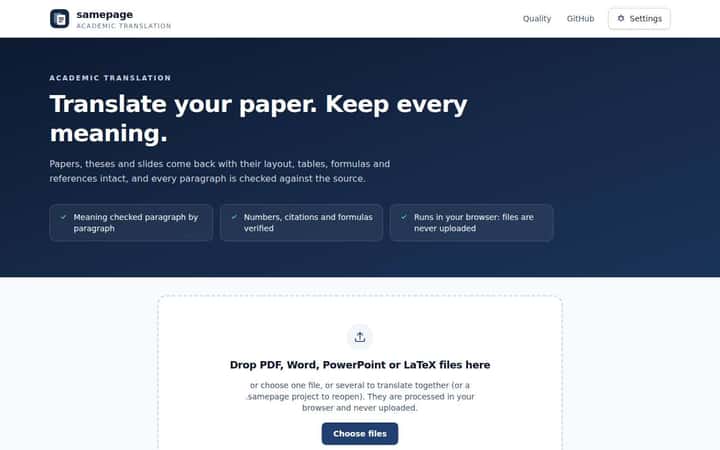 samepage
ACADEMIC TRANSLATION
Quality
GitHub
Settings
ACADEMIC TRANSLATION
Translate your paper. Keep every
meaning.
Papers, theses and slides come back with their layout, tables, formulas and
references intact, and every paragraph is checked against the source.
Meaning checked paragraph by
paragraph
Numbers, citations and formulas
verified
Runs in your browser: files are
never uploaded
Drop PDF, Word, PowerPoint or LaTeX files here
or choose one file, or several to translate together (or a
.samepage project to reopen). They are processed in your
browser and never uploaded.
Choose files